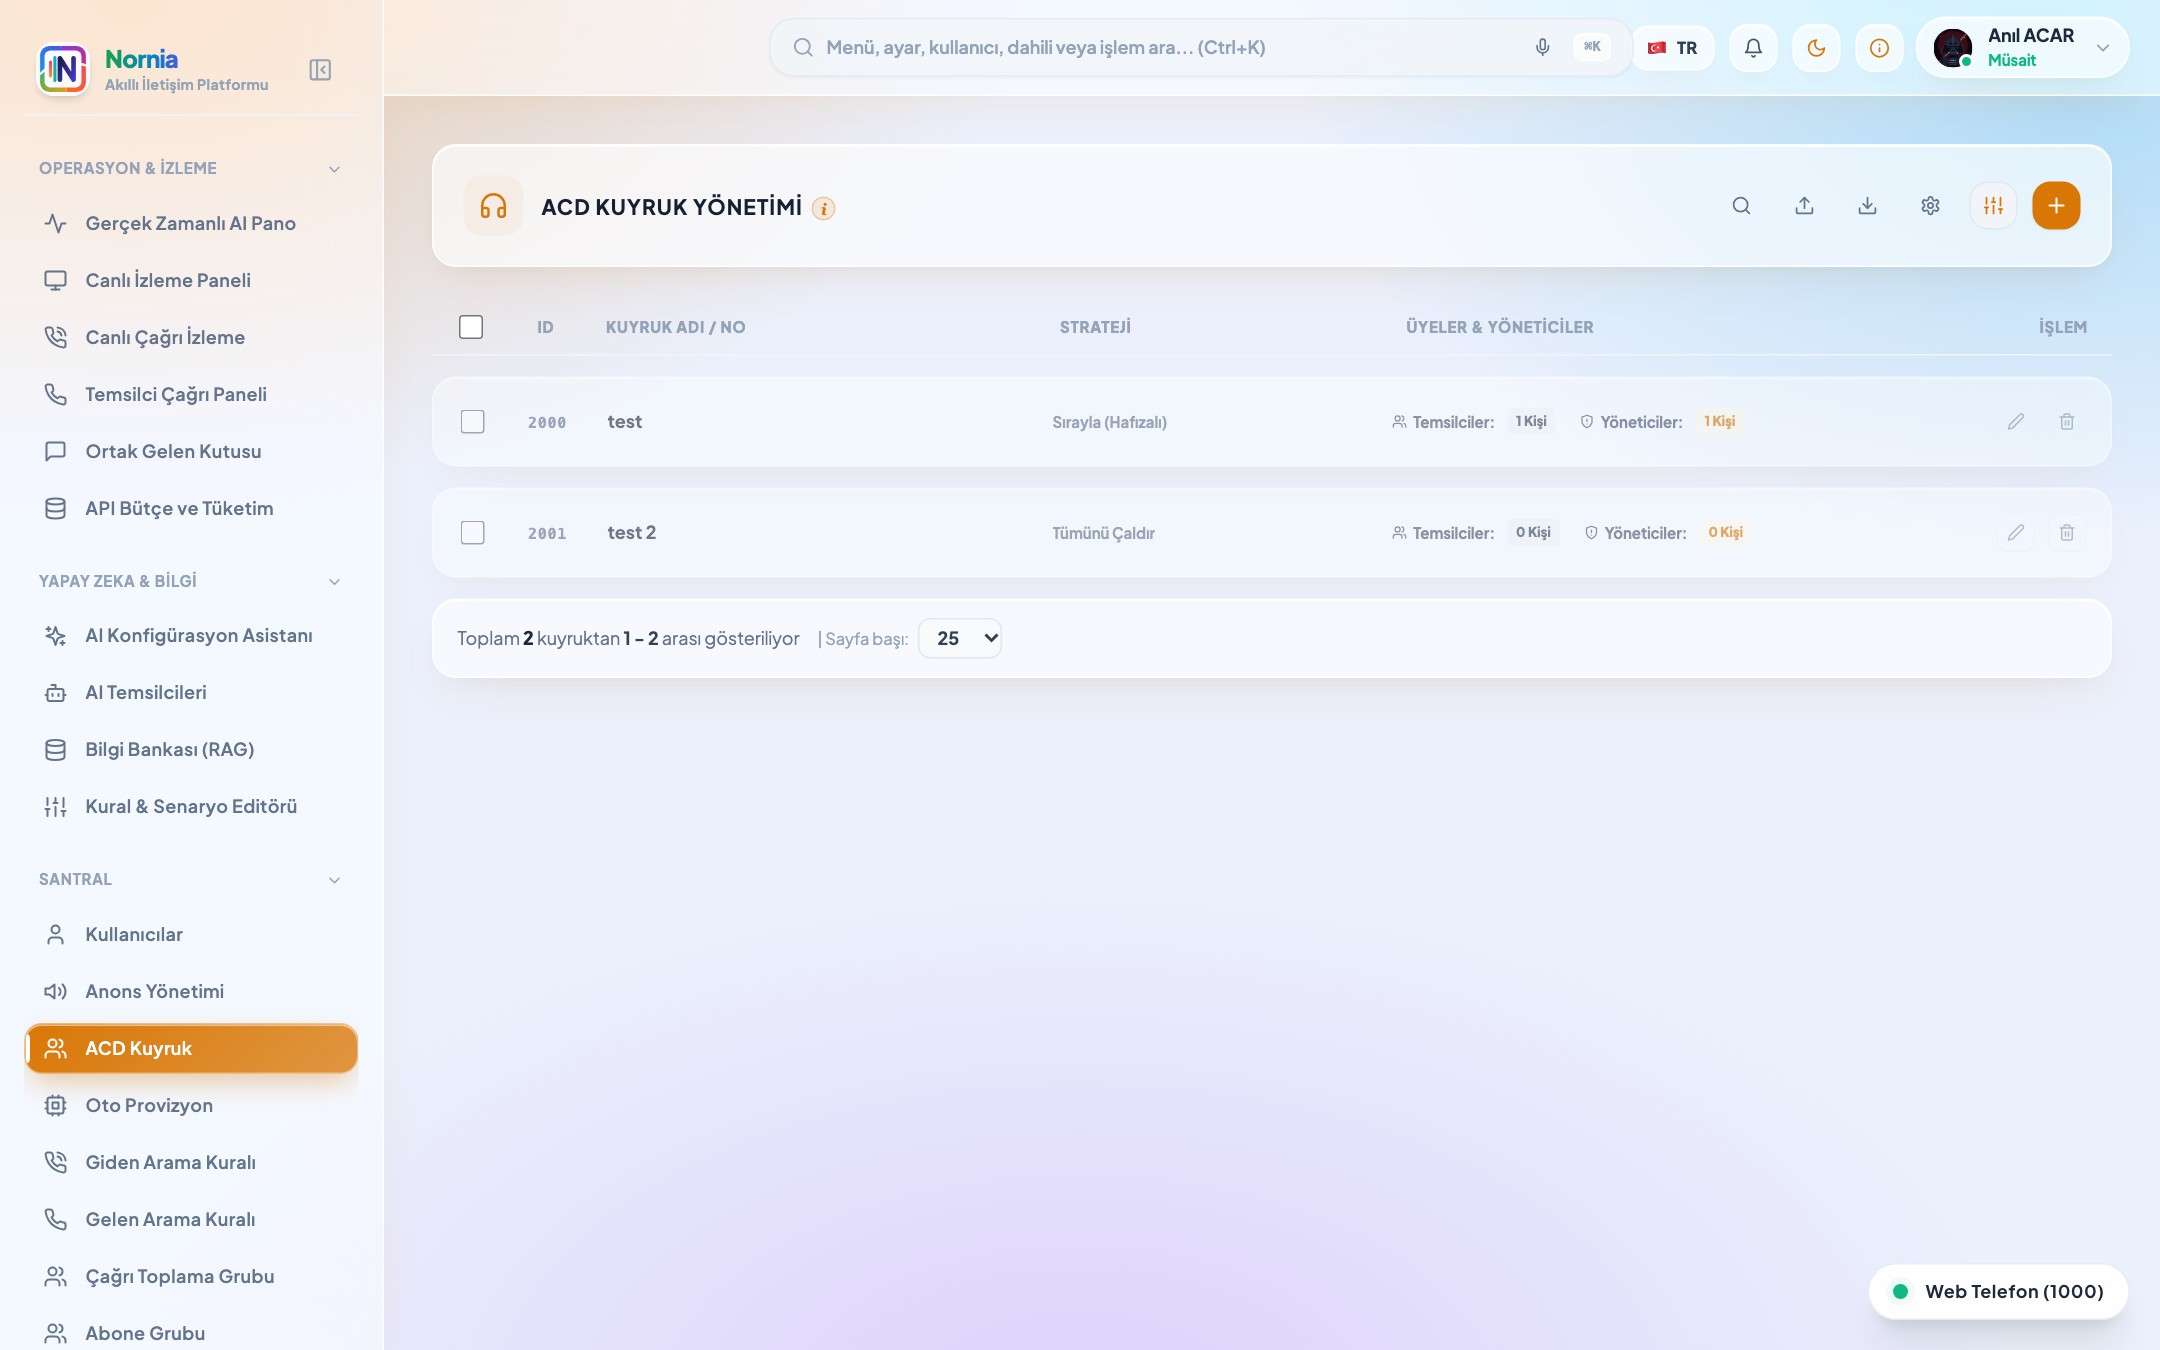 Nornia
Akıllı İletişim Platformu
Menü, ayar, kullanıcı, dahili veya işlem ara... (Ctrl+K)
⌘K
TR
Anıl ACAR
Müsait
OPERASYON & İZLEME
Gerçek Zamanlı AI Pano
Canlı İzleme Paneli
Canlı Çağrı İzleme
Temsilci Çağrı Paneli
Ortak Gelen Kutusu
API Bütçe ve Tüketim
YAPAY ZEKA & BİLGİ
AI Konfigürasyon Asistanı
AI Temsilcileri
Bilgi Bankası (RAG)
Kural & Senaryo Editörü
SANTRAL
Kullanıcılar
Anons Yönetimi
ACD Kuyruk
Oto Provizyon
Giden Arama Kuralı
Gelen Arama Kuralı
Çağrı Toplama Grubu
Abone Grubu
ACD KUYRUK YÖNETİMİ i
ID KUYRUK ADI / NO STRATEJİ ÜYELER & YÖNETİCİLER İŞLEM
2000 test Sırayla (Hafızalı) Temsilciler: 1 Kişi Yöneticiler: 1 Kişi
2001 test 2 Tümünü Çaldır Temsilciler: 0 Kişi Yöneticiler: 0 Kişi
Toplam 2 kuyruktan 1 - 2 arası gösteriliyor | Sayfa başı: 25
Web Telefon (1000)